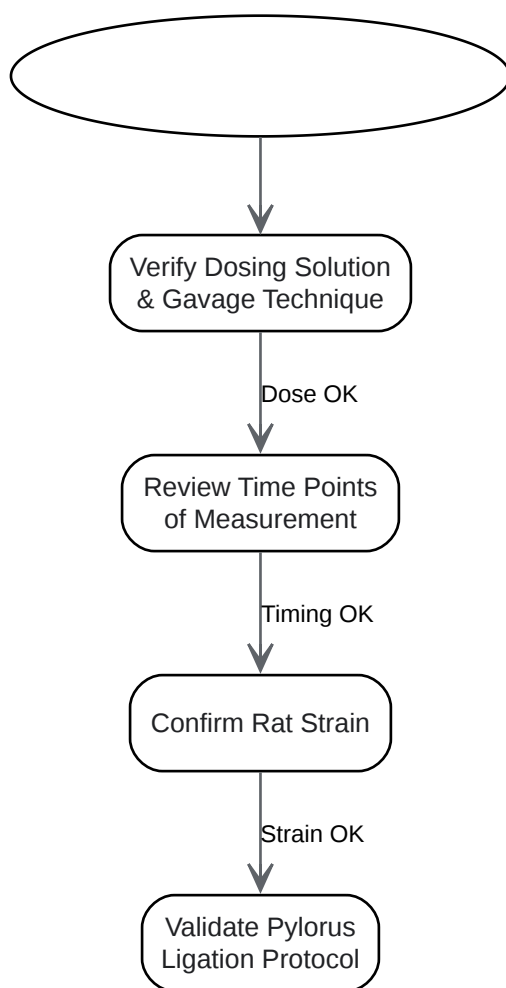 Verify Dosing Solution
& Gavage Technique
Dose OK
Review Time Points
of Measurement
Timing OK
Confirm Rat Strain
Strain OK
Validate Pylorus
Ligation Protocol